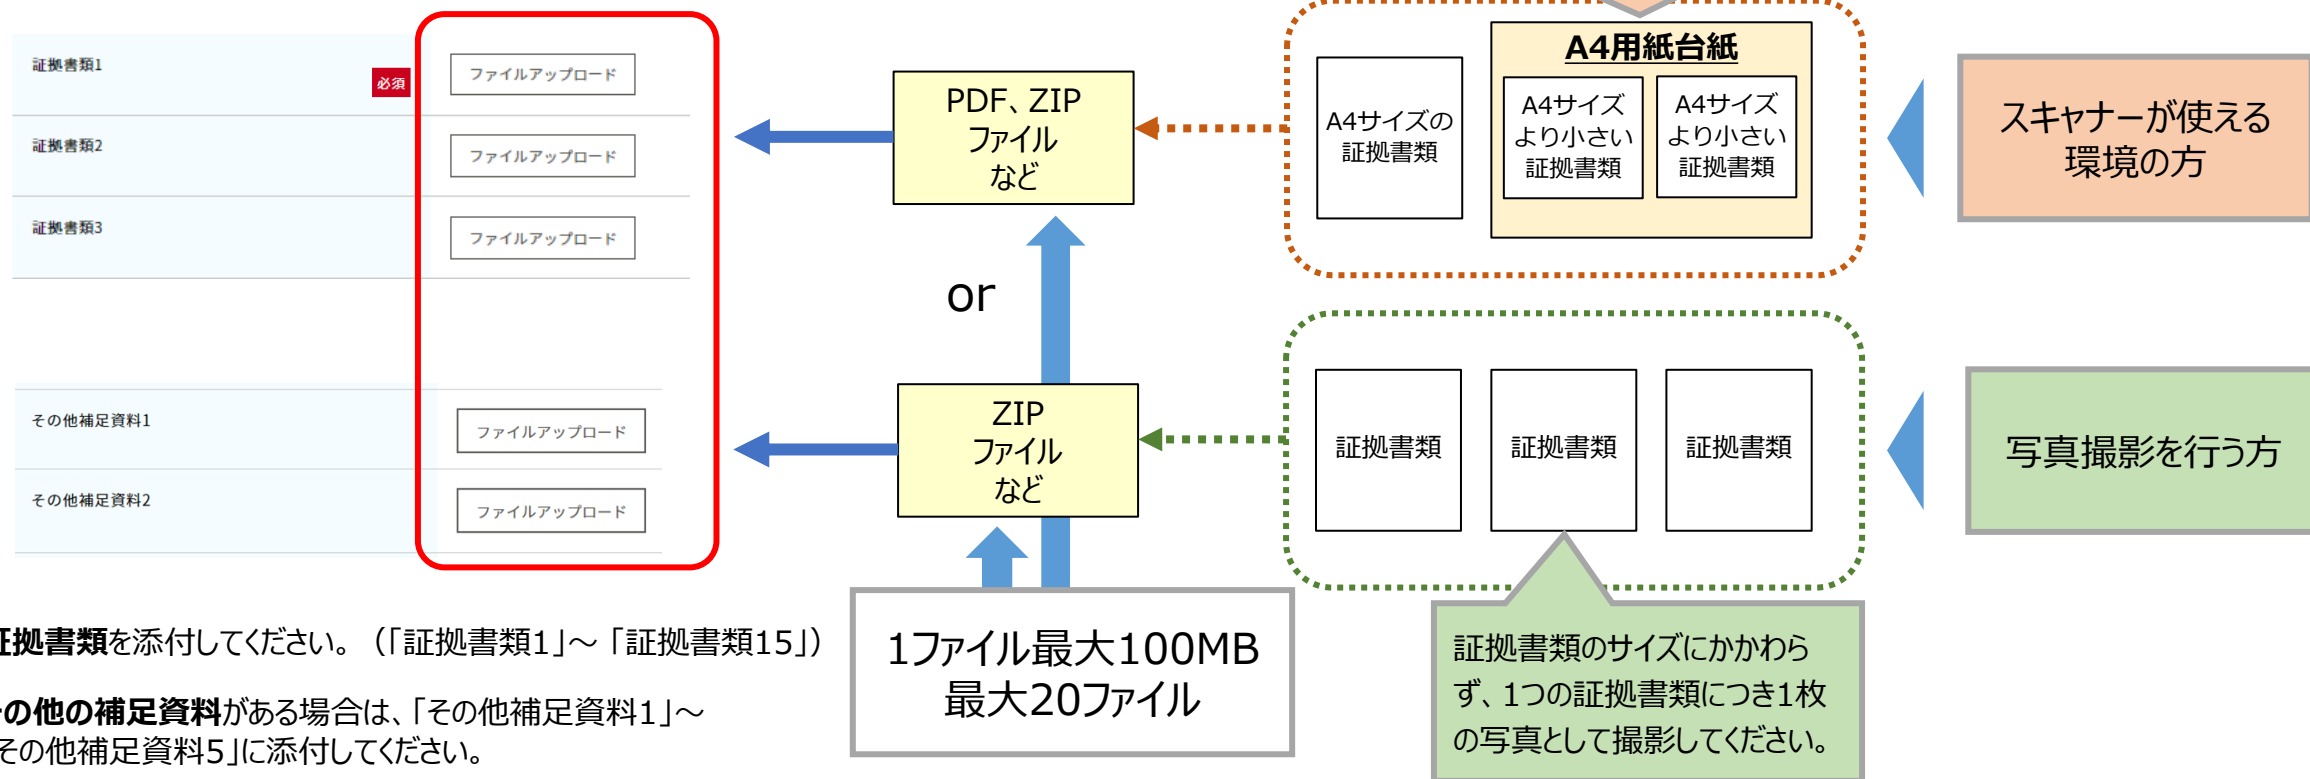 証拠書類1
必須
ファイルアップロード
証拠書類2
ファイルアップロード
証拠書類3
ファイルアップロード
その他補足資料1
ファイルアップロード
その他補足資料2
ファイルアップロード
PDF、ZIP
ファイル
など
or
ZIP
ファイル
など
A4サイズの
証拠書類
A4用紙台紙
A4サイズ
より小さい
証拠書類
A4サイズ
より小さい
証拠書類
スキャナーが使える
環境の方
証拠書類
証拠書類
証拠書類
写真撮影を行う方
証拠書類を添付してください。（「証拠書類1」～「証拠書類15」）
その他の補足資料がある場合は、「その他補足資料1」～
その他補足資料5」に添付してください。
1ファイル最大100MB
最大20ファイル
証拠書類のサイズにかかわら
ず、1つの証拠書類につき1枚
の写真として撮影してください。